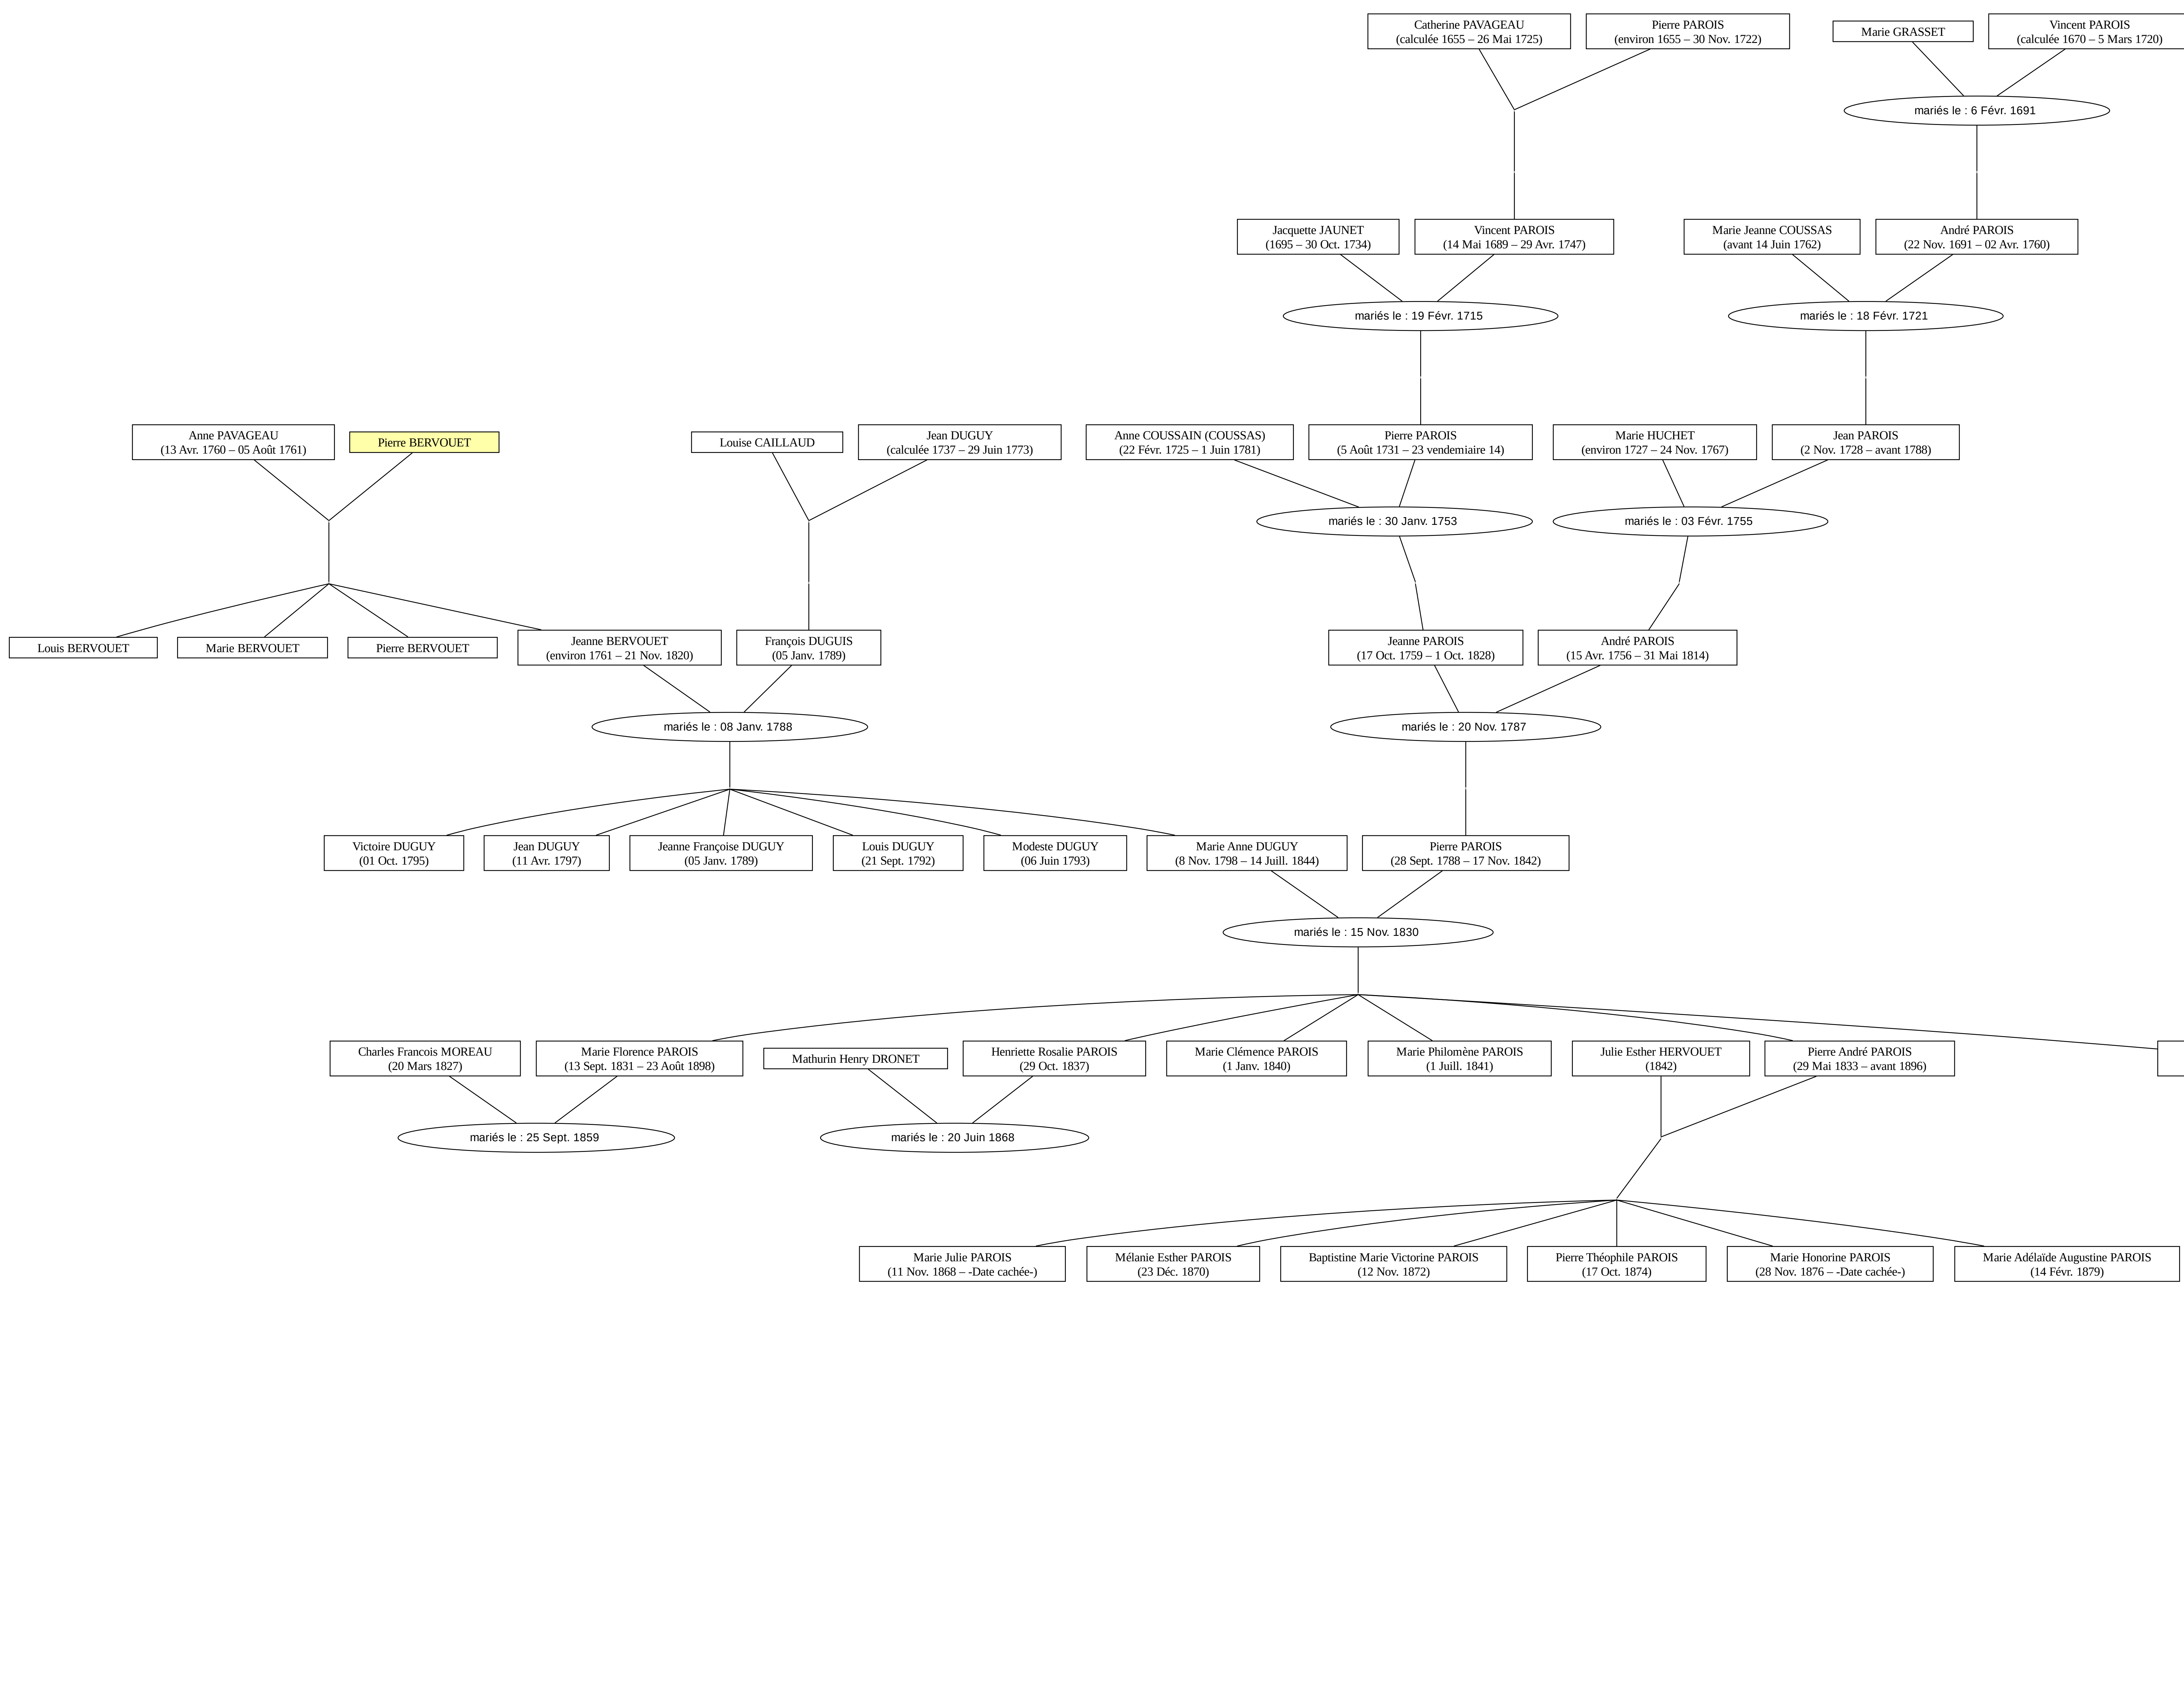 Catherine PAVAGEAU
(calculée 1655 – 26 Mai 1725)
Pierre PAROIS
(environ 1655 – 30 Nov. 1722)
Marie GRASSET
Vincent PAROIS
(calculée 1670 – 5 Mars 1720)
mariés le : 6 Févr. 1691
Jacquette JAUNET
(1695 – 30 Oct. 1734)
Vincent PAROIS
(14 Mai 1689 – 29 Avr. 1747)
Marie Jeanne COUSSAS
(avant 14 Juin 1762)
André PAROIS
(22 Nov. 1691 – 02 Avr. 1760)
mariés le : 19 Févr. 1715
mariés le : 18 Févr. 1721
Anne PAVAGEAU
(13 Avr. 1760 – 05 Août 1761)
Pierre BERVOUET
Louise CAILLAUD
Jean DUGUY
(calculée 1737 – 29 Juin 1773)
Anne COUSSAIN (COUSSAS)
(22 Févr. 1725 – 1 Juin 1781)
Pierre PAROIS
(5 Août 1731 – 23 vendemiaire 14)
Marie HUCHET
(environ 1727 – 24 Nov. 1767)
Jean PAROIS
(2 Nov. 1728 – avant 1788)
mariés le : 30 Janv. 1753
mariés le : 03 Févr. 1755
Louis BERVOUET
Marie BERVOUET
Pierre BERVOUET
Jeanne BERVOUET
(environ 1761 – 21 Nov. 1820)
François DUGUIS
(05 Janv. 1789)
Jeanne PAROIS
(17 Oct. 1759 – 1 Oct. 1828)
André PAROIS
(15 Avr. 1756 – 31 Mai 1814)
mariés le : 08 Janv. 1788
mariés le : 20 Nov. 1787
Victoire DUGUY
(01 Oct. 1795)
Jean DUGUY
(11 Avr. 1797)
Jeanne Françoise DUGUY
(05 Janv. 1789)
Louis DUGUY
(21 Sept. 1792)
Modeste DUGUY
(06 Juin 1793)
Marie Anne DUGUY
(8 Nov. 1798 – 14 Juill. 1844)
Pierre PAROIS
(28 Sept. 1788 – 17 Nov. 1842)
mariés le : 15 Nov. 1830
Charles Francois MOREAU
(20 Mars 1827)
Marie Florence PAROIS
(13 Sept. 1831 – 23 Août 1898)
Mathurin Henry DRONET
Henriette Rosalie PAROIS
(29 Oct. 1837)
Marie Clémence PAROIS
(1 Janv. 1840)
Marie Philomène PAROIS
(1 Juill. 1841)
Julie Esther HERVOUET
(1842)
Pierre André PAROIS
(29 Mai 1833 – avant 1896)
mariés le : 25 Sept. 1859
mariés le : 20 Juin 1868
Marie Julie PAROIS
(11 Nov. 1868 – -Date cachée-)
Mélanie Esther PAROIS
(23 Déc. 1870)
Baptistine Marie Victorine PAROIS
(12 Nov. 1872)
Pierre Théophile PAROIS
(17 Oct. 1874)
Marie Honorine PAROIS
(28 Nov. 1876 – -Date cachée-)
Marie Adélaïde Augustine PAROIS
(14 Févr. 1879)